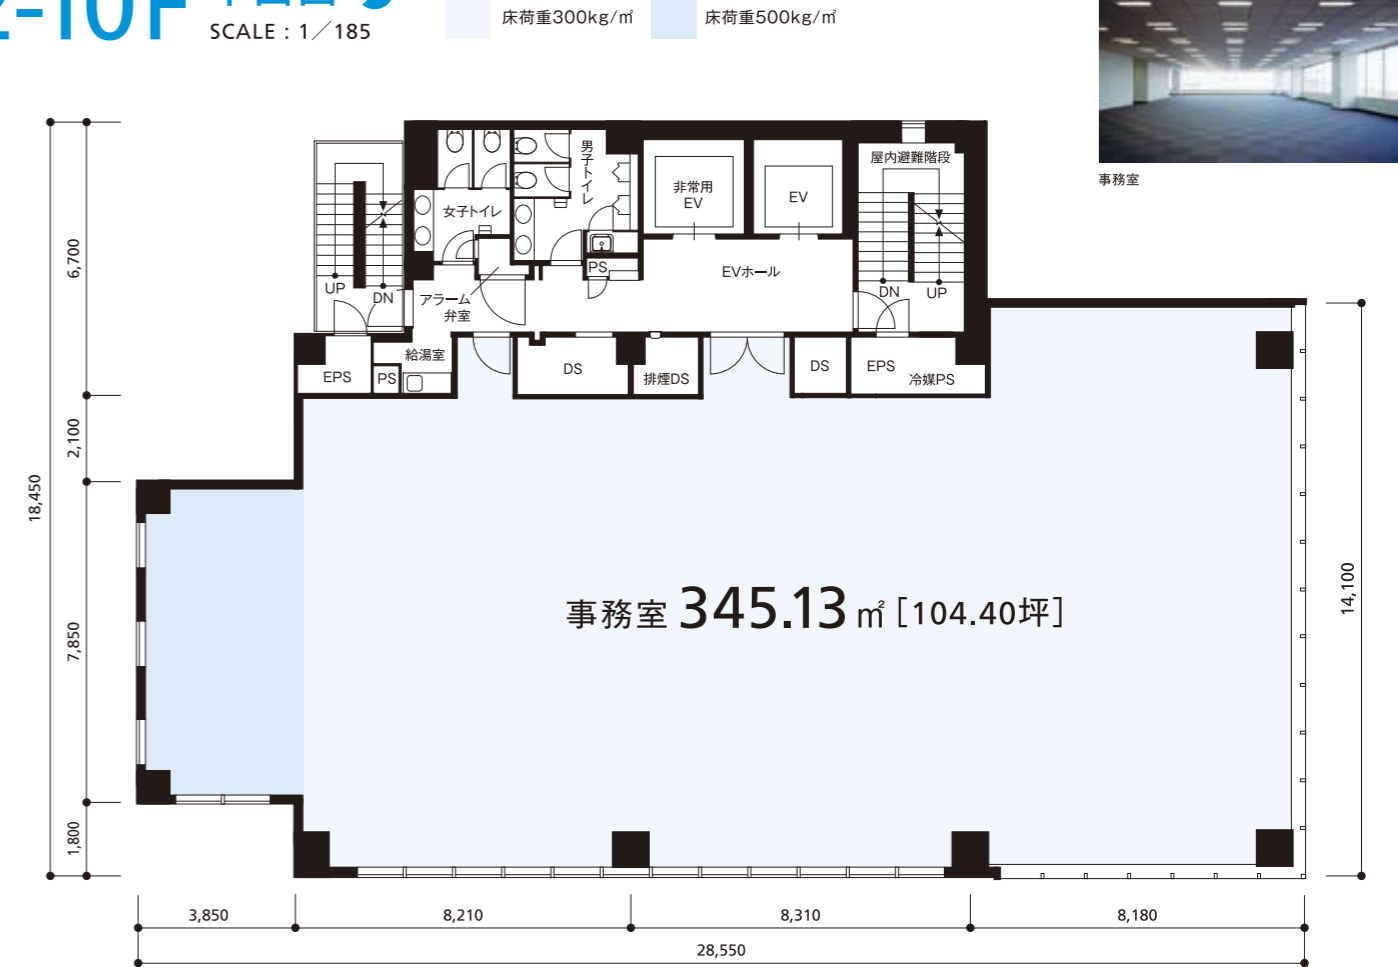 2-10F
SCALE : 1／185
床荷重300kg/㎡
床荷重500kg/㎡
事務室
男子トイレ
屋内避難階段
非常用
EV
EV
女子トイレ
PS
EVホール
UP
DN
アラーム
弁室
DN
UP
給湯室
EPS
PS
DS
排煙DS
DS
EPS
冷媒PS
6,700
2,100
18,450
7,850
1,800
14,100
事務室 345.13 ㎡ [104.40坪]
3,850
8,210
8,310
8,180
28,550